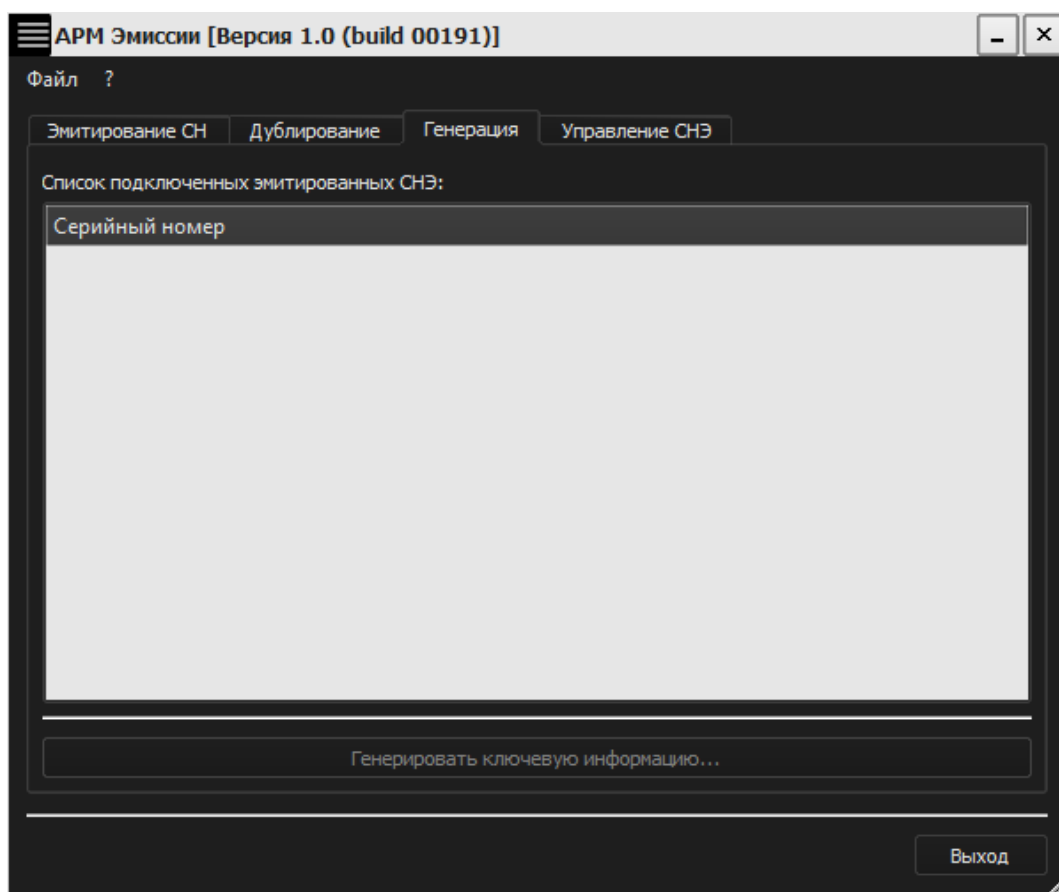 АРМ Эмиссии [Версия 1.0 (build 00191)]
Файл ?
Эмитирование СН Дублирование Генерация Управление СНЭ
Список подключенных эмитированных СНЭ:
Серийный номер
Генерировать ключевую информацию...
Выход